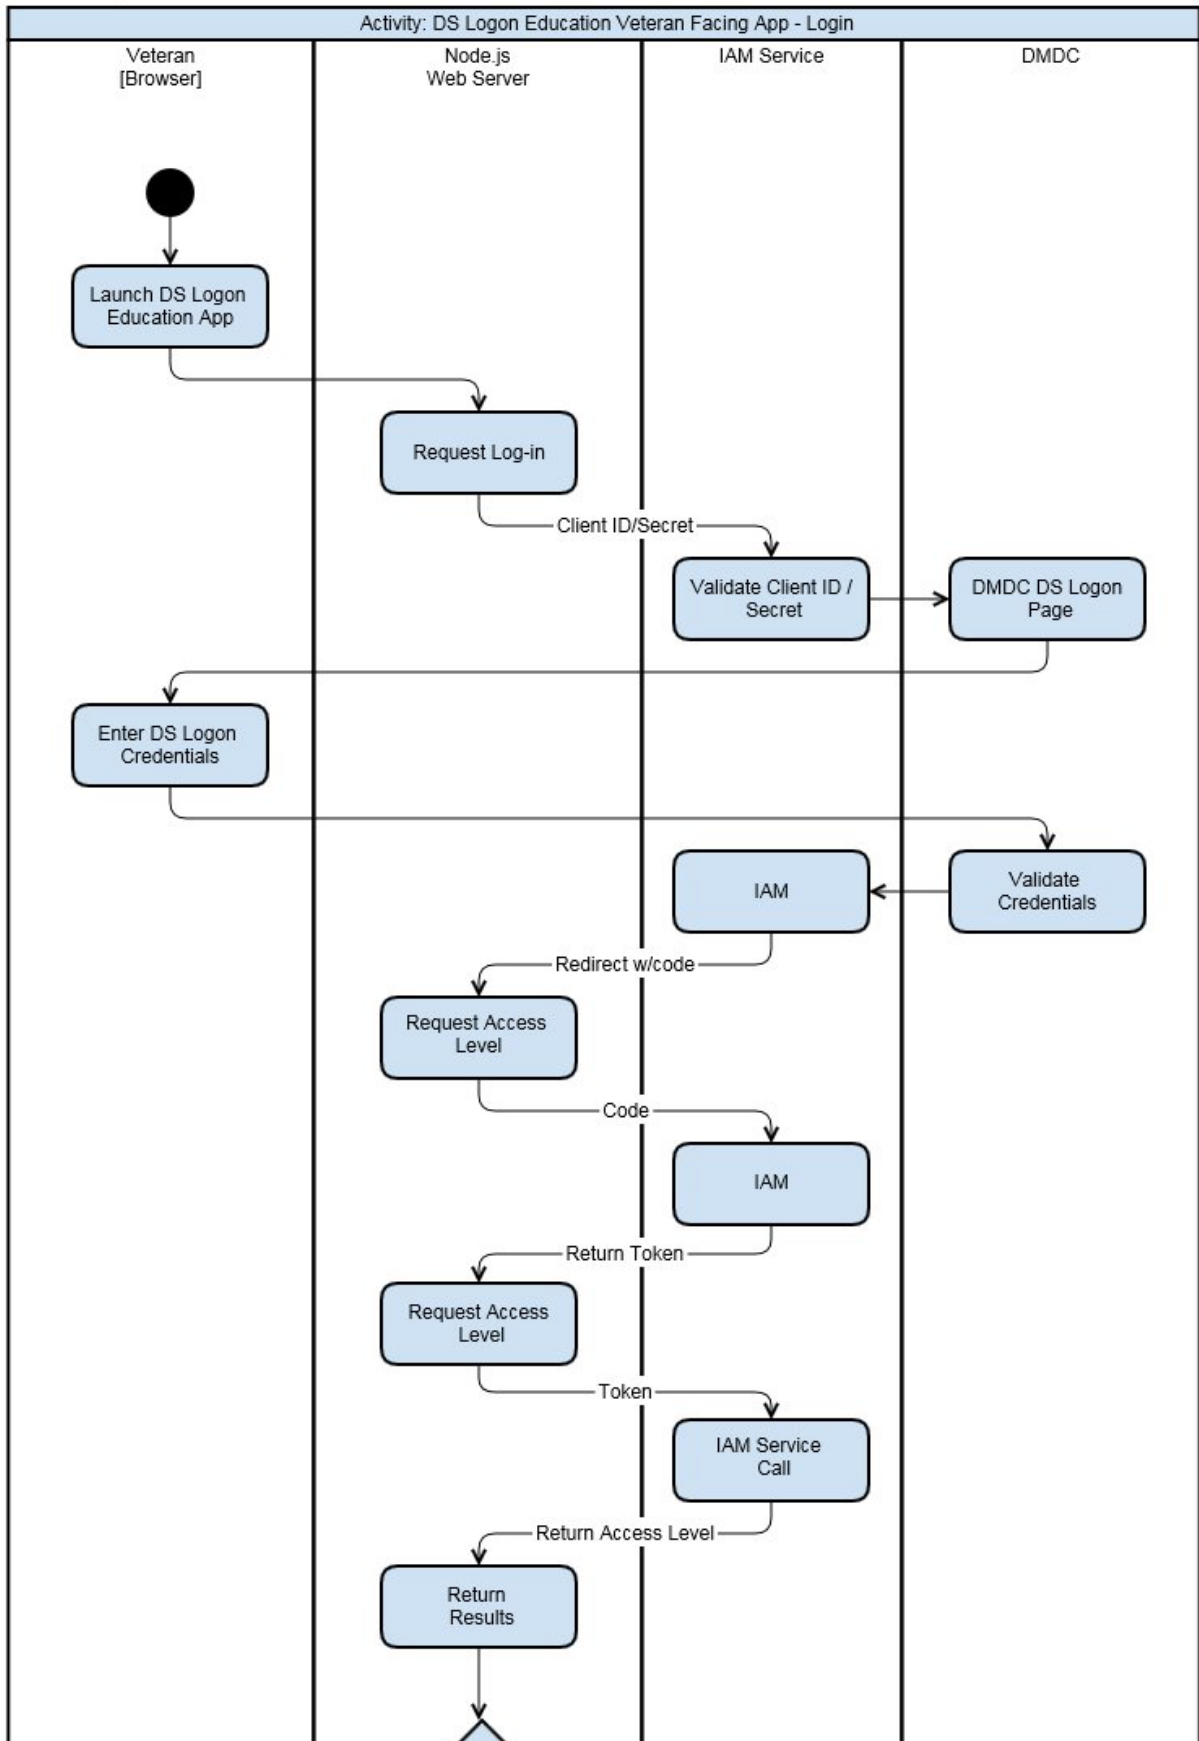 Activity: DS Logon Education Veteran Facing App - Login
Veteran
[Browser]
Node.js
Web Server
IAM Service
DMDC
Launch DS Logon
Education App
Request Log-in
Client ID/Secret
Validate Client ID /
Secret
DMDC DS Logon
Page
Enter DS Logon
Credentials
IAM
Validate
Credentials
Redirect w/code
Request Access
Level
Code
IAM
Return Token
Request Access
Level
Token
IAM Service
Call
Return Access Level
Return
Results